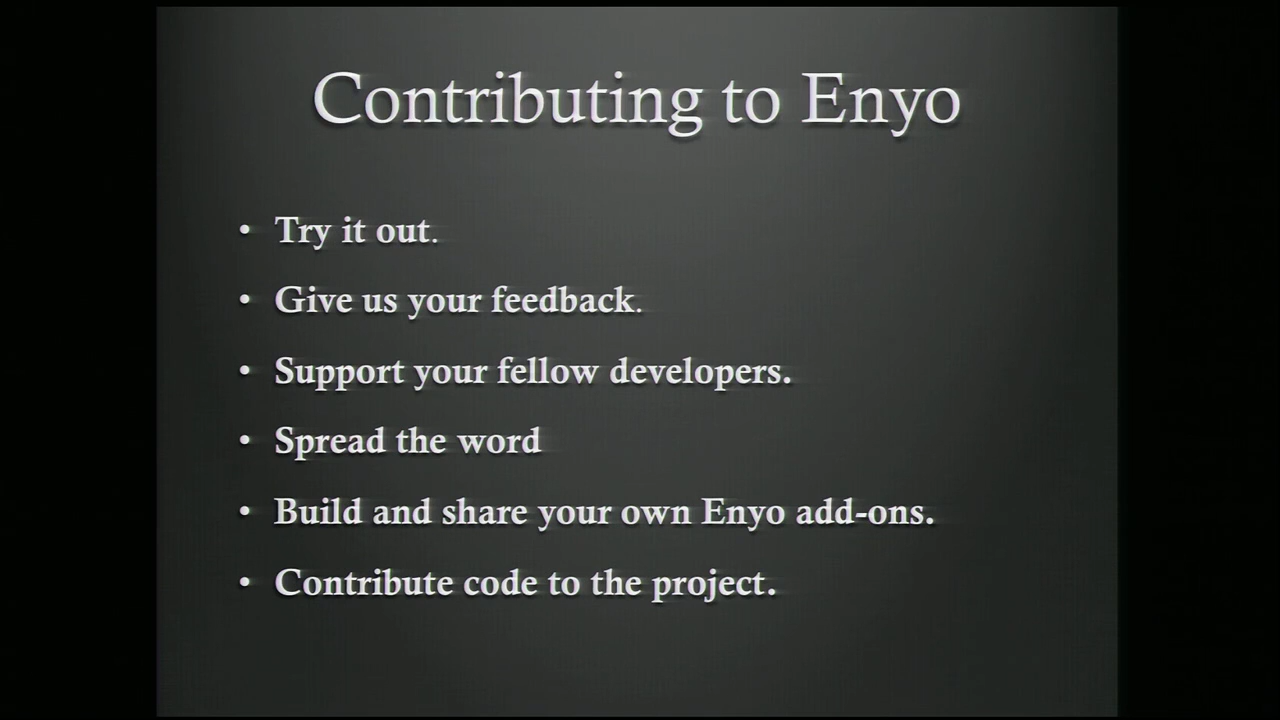 Contributing to Enyo
• Try it out.
• Give us your feedback.
• Support your fellow developers.
• Spread the word
• Build and share your own Enyo add-ons.
• Contribute code to the project.